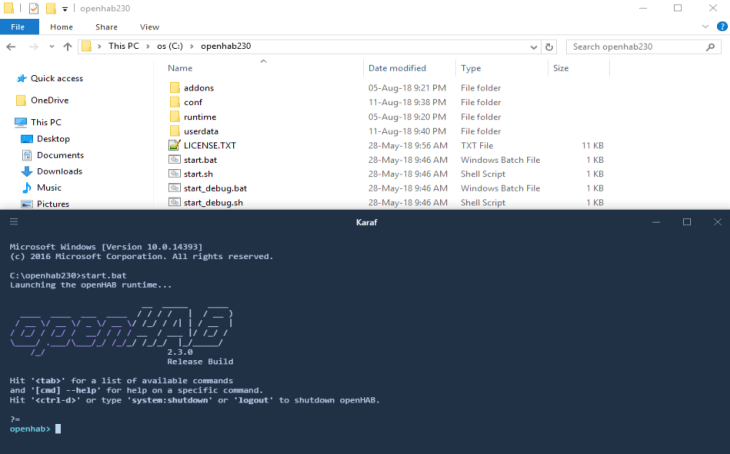 openhab230
File Home Share View
This PC > os (C:) > openhab230
Search openhab230
Quick access
OneDrive
This PC
Desktop
Documents
Downloads
Music
Pictures
Name Date modified Type Size
addons 05-Aug-18 9:21 PM File folder
conf 11-Aug-18 9:38 PM File folder
runtime 05-Aug-18 9:20 PM File folder
userdata 11-Aug-18 9:40 PM File folder
LICENSE.TXT 28-May-18 9:56 AM TXT File 11 KB
start.bat 28-May-18 9:46 AM Windows Batch File 1 KB
start.sh 28-May-18 9:46 AM Shell Script 1 KB
start_debug.bat 28-May-18 9:46 AM Windows Batch File 1 KB
start_debug.sh 28-May-18 9:46 AM Shell Script 1 KB
Karaf
Microsoft Windows [Version 10.0.14393]
(c) 2016 Microsoft Corporation. All rights reserved.
C:\openhab230>start.bat
Launching the openHAB runtime...
openHAB
2.3.0
Release Build
Hit '<tab>' for a list of available commands
and '[cmd] --help' for help on a specific command.
Hit '<ctrl-d>' or type 'system:shutdown' or 'logout' to shutdown openHAB.
?=
openhab>